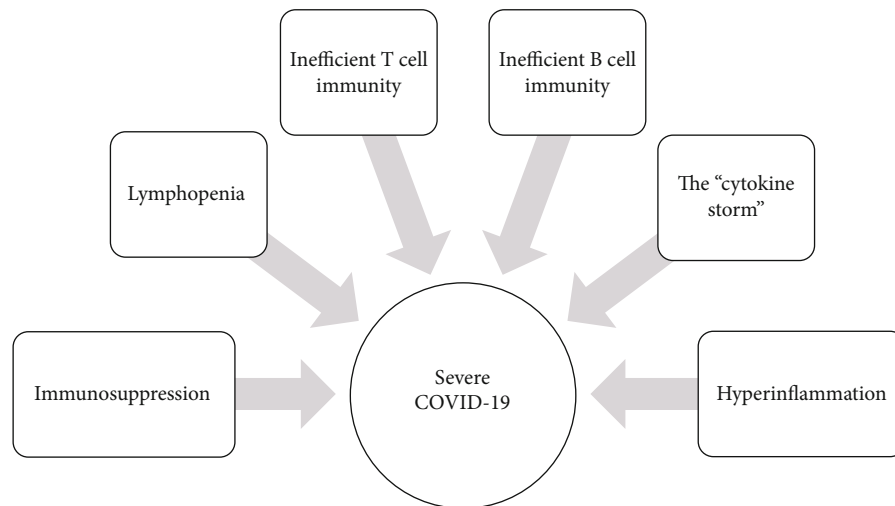 Inefficient T cell
immunity
Inefficient B cell
immunity
Lymphopenia
The “cytokine
storm”
Immunosuppression
Severe
COVID-19
Hyperinflammation